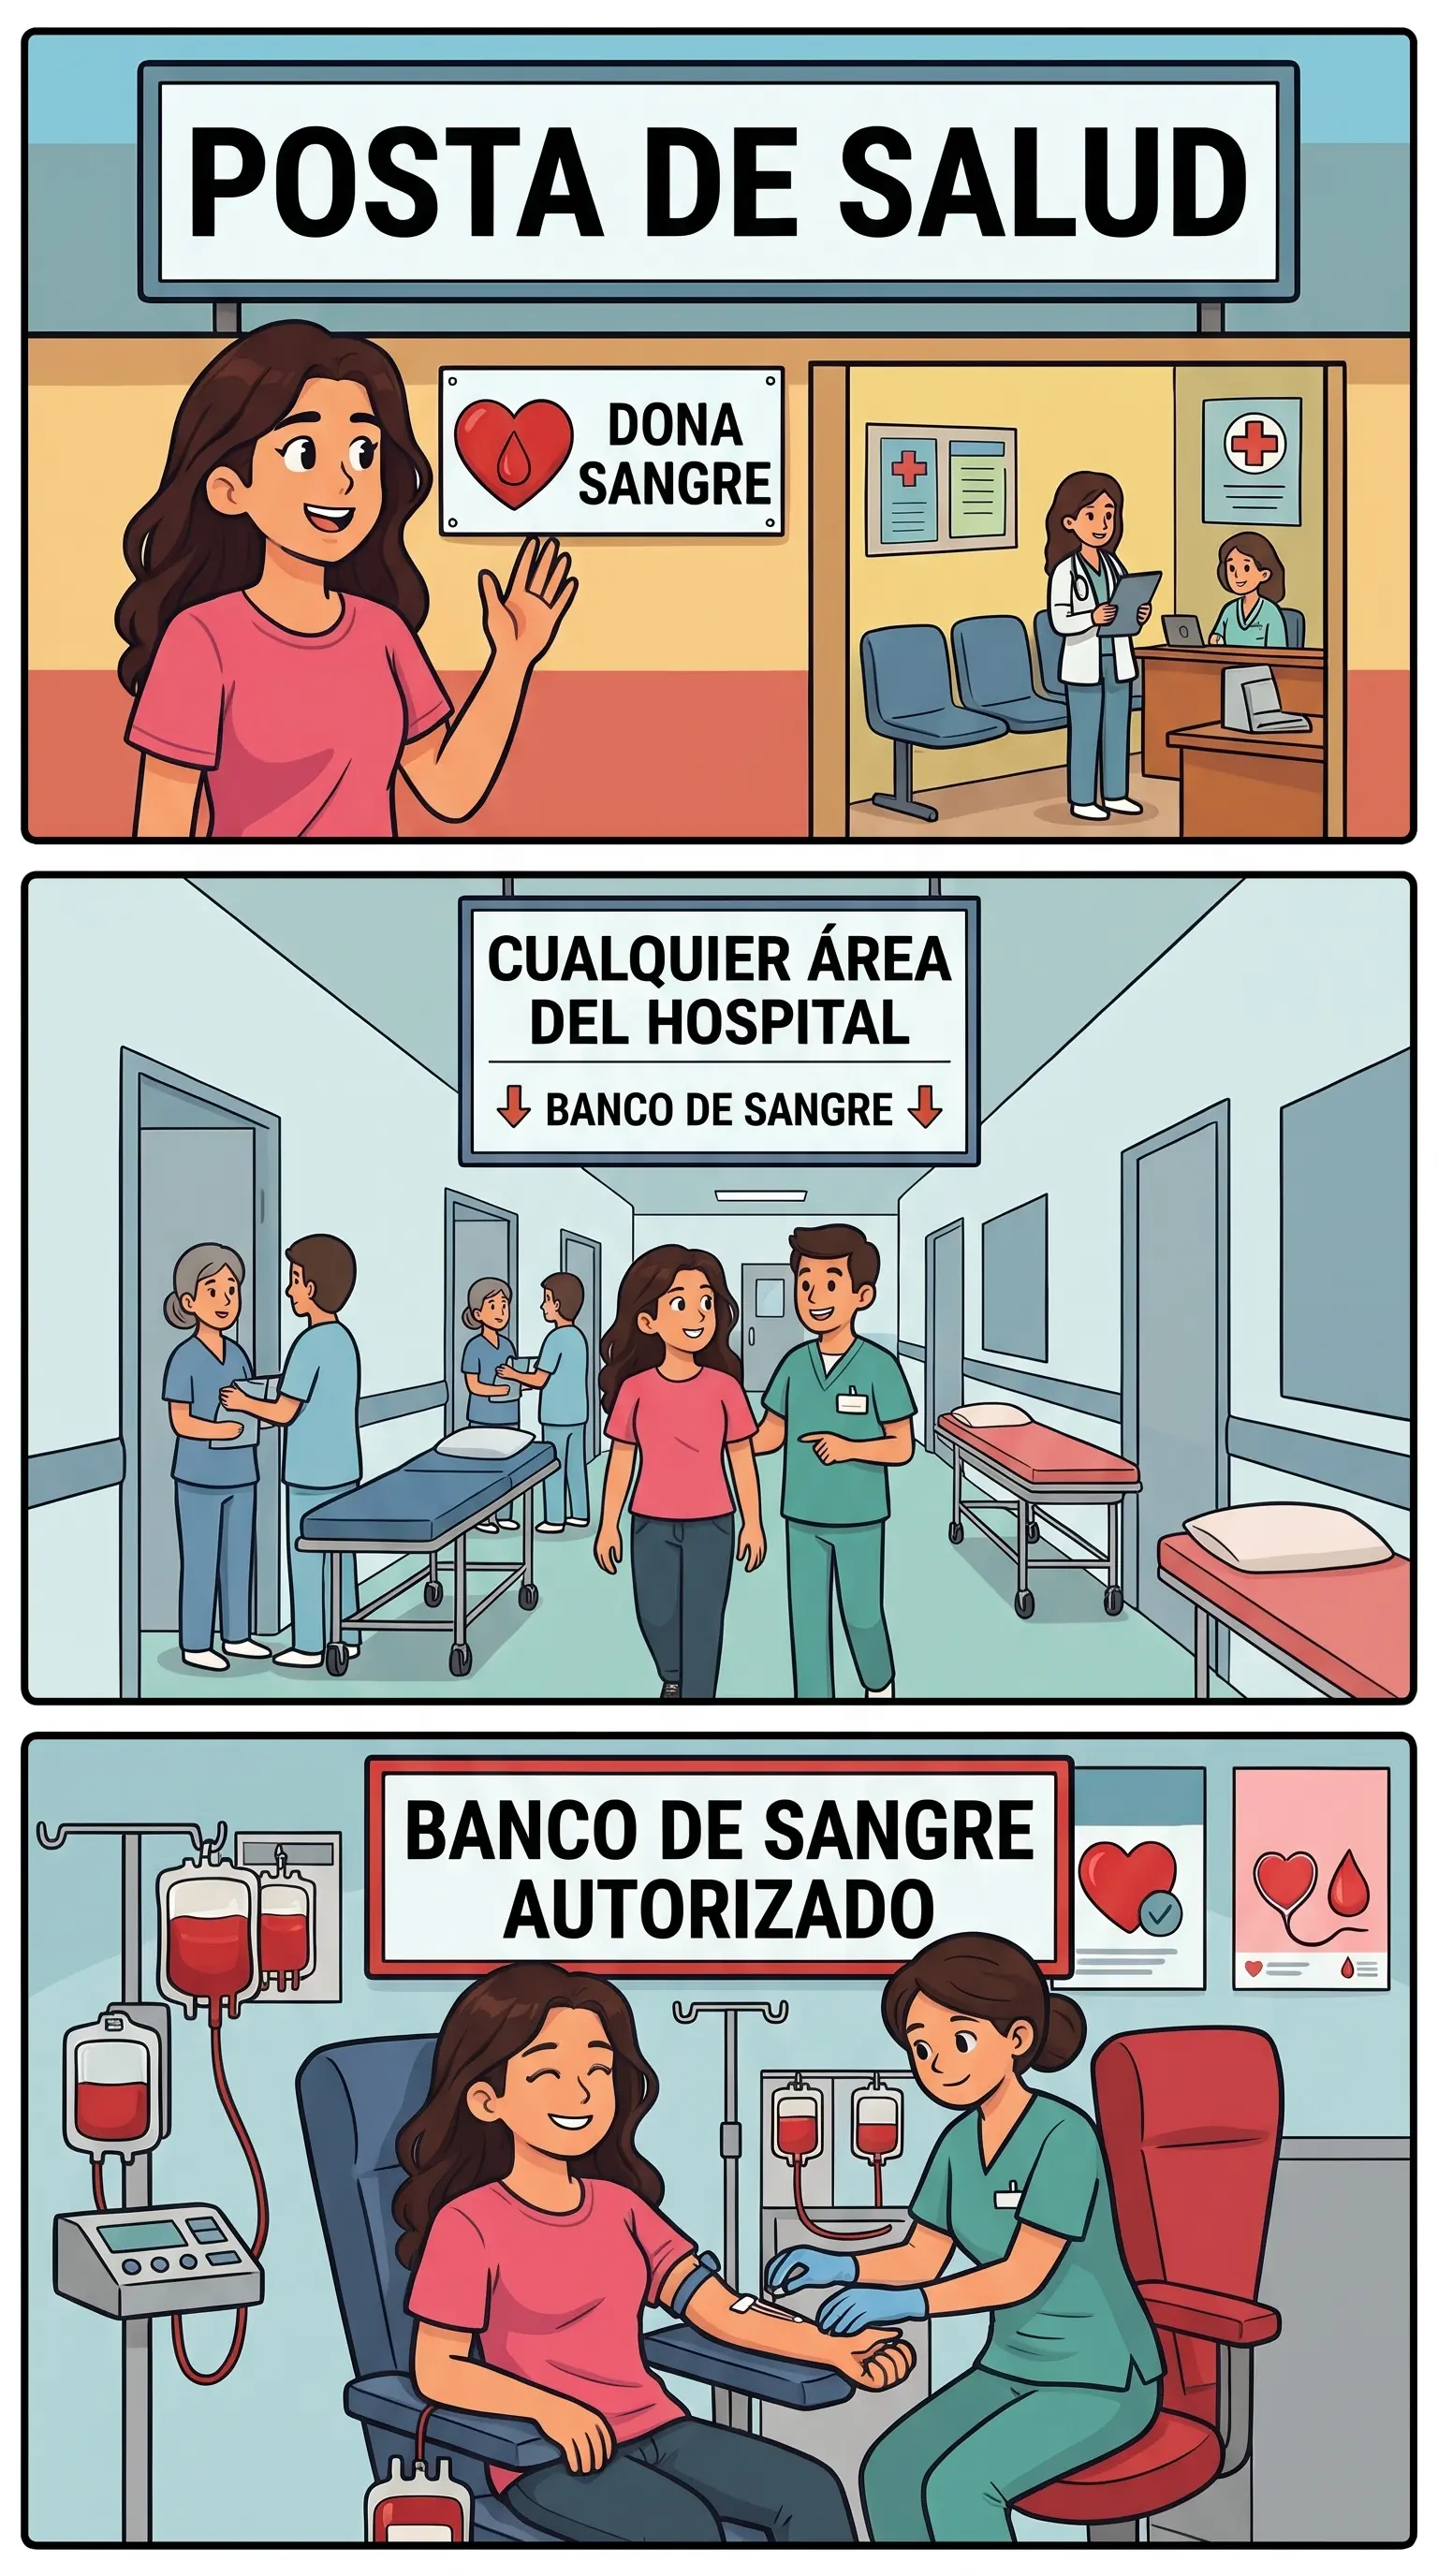 POSTA DE SALUD
DONA
SANGRE
CUALQUIER ÁREA
DEL HOSPITAL
BANCO DE SANGRE
BANCO DE SANGRE
AUTORIZADO